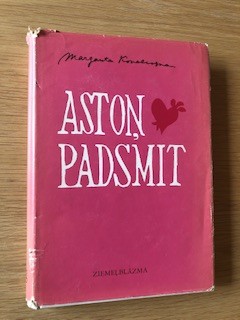 Margarita Kovaļevska
ASTOŅ
PADSMIT
ZIEMEĻBLĀZMA